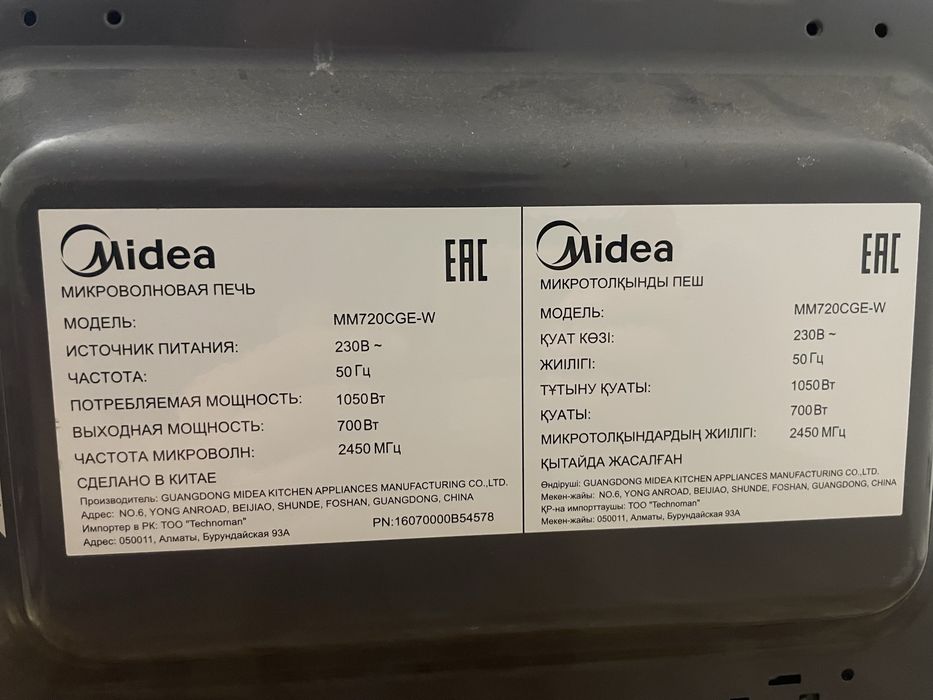 Midea
EAC
МИКРОВОЛНОВАЯ ПЕЧЬ
МОДЕЛЬ: MM720CGE-W
ИСТОЧНИК ПИТАНИЯ: 230В ~
ЧАСТОТА: 50 Гц
ПОТРЕБЛЯЕМАЯ МОЩНОСТЬ: 1050 Вт
ВЫХОДНАЯ МОЩНОСТЬ: 700 Вт
ЧАСТОТА МИКРОВОЛН: 2450 МГц
СДЕЛАНО В КИТАЕ
Производитель: GUANGDONG MIDEA KITCHEN APPLIANCES MANUFACTURING CO.,LTD.
Адрес: NO.6, YONG ANROAD, BEIJIAO, SHUNDE, FOSHAN, GUANGDONG, CHINA
Импортер в РК: ТОО "Technoman" PN:16070000B54578
Адрес: 050011, Алматы, Бурундайская 93А
Midea
EAC
МИКРОТОЛҚЫНДЫ ПЕШ
МОДЕЛЬ: MM720CGE-W
ҚУАТ КӨЗІ: 230В ~
ЖИІЛІГІ: 50 Гц
ТҰТЫНУ ҚУАТЫ: 1050 Вт
ҚУАТЫ: 700 Вт
МИКРОТОЛҚЫНДАРДЫҢ ЖИІЛІГІ: 2450 МГц
ҚЫТАЙДА ЖАСАЛҒАН
Өндіруші: GUANGDONG MIDEA KITCHEN APPLIANCES MANUFACTURING CO.,LTD.
Мекен-жайы: NO.6, YONG ANROAD, BEIJIAO, SHUNDE, FOSHAN, GUANGDONG, CHINA
ҚР-на импорттаушы: ТОО "Technoman"
Мекен-жайы: 050011, Алматы, Бурундайская 93А